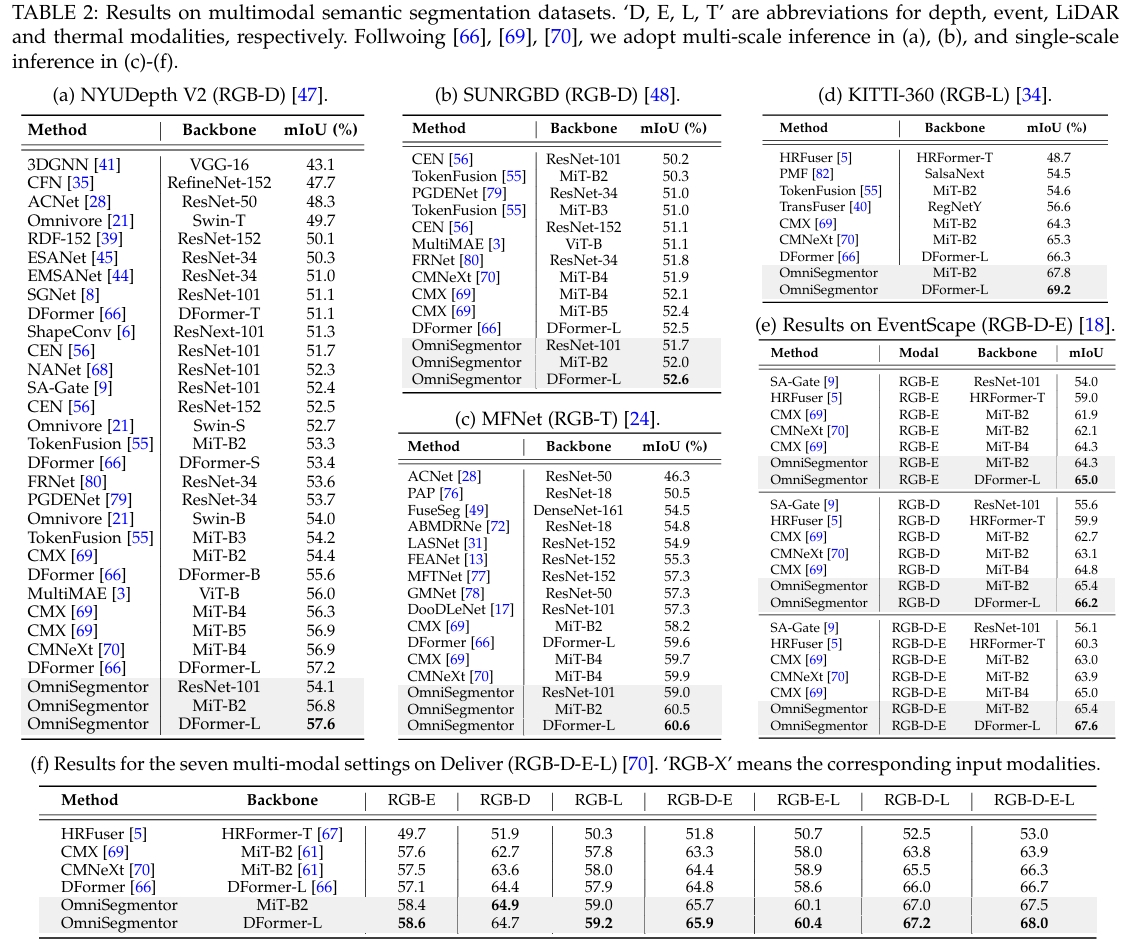 TABLE 2: Results on multimodal semantic segmentation datasets. ‘D, E, L, T’ are abbreviations for depth, event, LiDAR
and thermal modalities, respectively. Follwoing [66], [69], [70], we adopt multi-scale inference in (a), (b), and single-scale
inference in (c)-(f).
(a) NYUDepth V2 (RGB-D) [47].
Method Backbone mIoU (%)
3DGNN [41] VGG-16 43.1
CFN [35] RefineNet-152 47.7
ACNet [28] ResNet-50 48.3
Omnivore [21] Swin-T 49.7
RDF-152 [39] ResNet-152 50.1
ESANet [45] ResNet-34 50.3
EMSANet [44] ResNet-34 51.0
SGNet [8] ResNet-101 51.1
DFormer [66] DFormer-T 51.1
ShapeConv [6] ResNext-101 51.3
CEN [56] ResNet-101 51.7
NANet [68] ResNet-101 52.3
SA-Gate [9] ResNet-101 52.4
CEN [56] ResNet-152 52.5
Omnivore [21] Swin-S 52.7
TokenFusion [55] MiT-B2 53.3
DFormer [66] DFormer-S 53.4
FRNet [80] ResNet-34 53.6
PGDENet [79] ResNet-34 53.7
Omnivore [21] Swin-B 54.0
TokenFusion [55] MiT-B3 54.2
CMX [69] MiT-B2 54.4
DFormer [66] DFormer-B 55.6
MultiMAE [3] ViT-B 56.0
CMX [69] MiT-B4 56.3
CMX [69] MiT-B5 56.9
CMNeXt [70] MiT-B4 56.9
DFormer [66] DFormer-L 57.2
OmniSegmentor ResNet-101 54.1
OmniSegmentor MiT-B2 56.8
OmniSegmentor DFormer-L 57.6
(b) SUNRGBD (RGB-D) [48].
Method Backbone mIoU (%)
CEN [56] ResNet-101 50.2
TokenFusion [55] MiT-B2 50.3
PGDENet [79] ResNet-34 51.0
TokenFusion [55] MiT-B3 51.0
CEN [56] ResNet-152 51.1
MultiMAE [3] ViT-B 51.1
FRNet [80] ResNet-34 51.8
CMNeXt [70] MiT-B4 51.9
CMX [69] MiT-B4 52.1
CMX [69] MiT-B5 52.4
DFormer [66] DFormer-L 52.5
OmniSegmentor ResNet-101 51.7
OmniSegmentor MiT-B2 52.0
OmniSegmentor DFormer-L 52.6
(c) MFNet (RGB-T) [24].
Method Backbone mIoU (%)
ACNet [28] ResNet-50 46.3
PAP [76] ResNet-18 50.5
FuseSeg [49] DenseNet-161 54.5
ABMDRNe [72] ResNet-18 54.8
LASNet [31] ResNet-152 54.9
FEANet [13] ResNet-152 55.3
MFTNet [77] ResNet-152 57.3
GMNet [78] ResNet-50 57.3
DooDLeNet [17] ResNet-101 57.3
CMX [69] MiT-B2 58.2
DFormer [66] DFormer-L 59.6
CMX [69] MiT-B4 59.7
CMNeXt [70] MiT-B4 59.9
OmniSegmentor ResNet-101 59.0
OmniSegmentor MiT-B2 60.5
OmniSegmentor DFormer-L 60.6
(d) KITTI-360 (RGB-L) [34].
Method Backbone mIoU (%)
HRFuser [5] HRFormer-T 48.7
PMF [82] SalsaNext 54.5
TokenFusion [55] MiT-B2 54.6
TransFuser [40] RegNetY 56.6
CMX [69] MiT-B2 64.3
CMNeXt [70] MiT-B2 65.3
DFormer [66] DFormer-L 66.3
OmniSegmentor MiT-B2 67.8
OmniSegmentor DFormer-L 69.2
(e) Results on EventScape (RGB-D-E) [18].
Method Modal Backbone mIoU
SA-Gate [9] RGB-E ResNet-101 54.0
HRFuser [5] RGB-E HRFormer-T 59.0
CMX [69] RGB-E MiT-B2 61.9
CMNeXt [70] RGB-E MiT-B2 62.1
CMX [69] RGB-E MiT-B4 64.3
OmniSegmentor RGB-E MiT-B2 64.3
OmniSegmentor RGB-E DFormer-L 65.0
SA-Gate [9] RGB-D ResNet-101 55.6
HRFuser [5] RGB-D HRFormer-T 59.9
CMX [69] RGB-D MiT-B2 62.7
CMNeXt [70] RGB-D MiT-B2 63.1
CMX [69] RGB-D MiT-B4 64.8
OmniSegmentor RGB-D MiT-B2 65.4
OmniSegmentor RGB-D DFormer-L 66.2
SA-Gate [9] RGB-D-E ResNet-101 56.1
HRFuser [5] RGB-D-E HRFormer-T 60.3
CMX [69] RGB-D-E MiT-B2 63.0
CMNeXt [70] RGB-D-E MiT-B2 63.9
CMX [69] RGB-D-E MiT-B4 65.0
OmniSegmentor RGB-D-E MiT-B2 65.4
OmniSegmentor RGB-D-E DFormer-L 67.6
(f) Results for the seven multi-modal settings on Deliver (RGB-D-E-L) [70]. ‘RGB-X’ means the corresponding input modalities.
Method Backbone RGB-E RGB-D RGB-L RGB-D-E RGB-E-L RGB-D-L RGB-D-E-L
HRFuser [5] HRFormer-T [67] 49.7 51.9 50.3 51.8 50.7 52.5 53.0
CMX [69] MiT-B2 [61] 57.6 62.7 57.8 63.3 58.0 63.8 63.9
CMNeXt [70] MiT-B2 [61] 57.5 63.6 58.0 64.4 58.9 65.5 66.3
DFormer [66] DFormer-L [66] 57.1 64.4 57.9 64.8 58.6 66.0 66.7
OmniSegmentor MiT-B2 58.4 64.9 59.0 65.7 60.1 67.0 67.5
OmniSegmentor DFormer-L 58.6 64.7 59.2 65.9 60.4 67.2 68.0